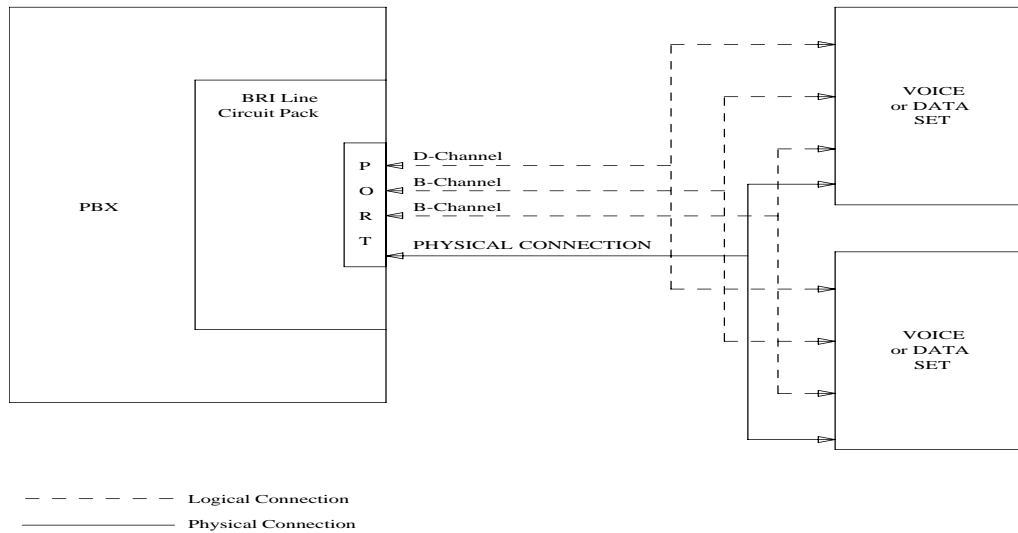 BRI Line
Circuit Pack
PBX
P
O
R
T
D-Channel
B-Channel
B-Channel
PHYSICAL CONNECTION
VOICE
or DATA
SET
VOICE
or DATA
SET
Logical Connection
Physical Connection